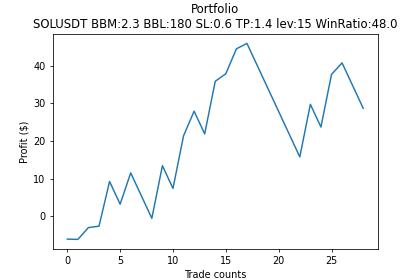 Portfolio
SOLUSDT BBM:2.3 BBL:180 SL:0.6 TP:1.4 lev:15 WinRatio:48.0
Profit ($)
40
30
20
10
0
0 5 10 15 20 25
Trade counts